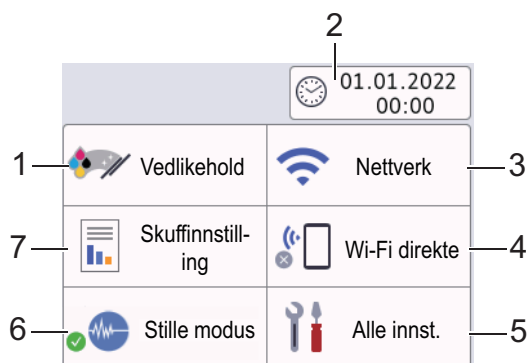 2
01.01.2022
00:00
1 Vedlikehold Nettverk 3
7 Skuffinnstill-
ing Wi-Fi direkte 4
6 Stille modus Alle innst. 5